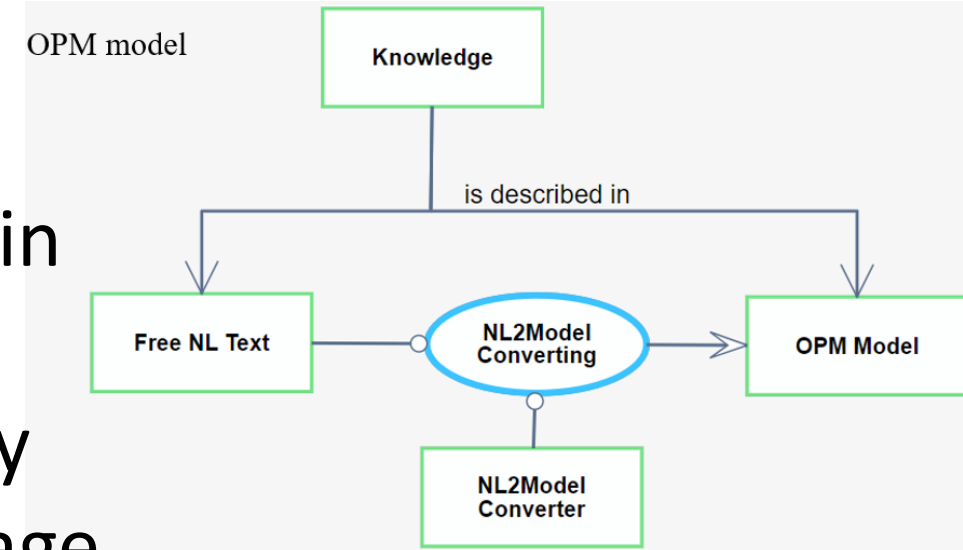 OPM model
Knowledge
is described in
in
Free NL Text
NL2Model
Converting
OPM Model
y
NL2Model
Converter